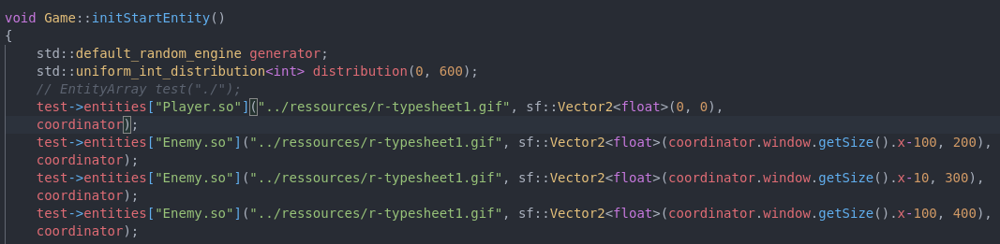 void Game::initStartEntity()
{
    std::default_random_engine generator;
    std::uniform_int_distribution<int> distribution(0, 600);
    // EntityArray test("./");
    test->entities["Player.so"]("../ressources/r-typesheet1.gif", sf::Vector2<float>(0, 0),
    coordinator);
    test->entities["Enemy.so"]("../ressources/r-typesheet1.gif", sf::Vector2<float>(coordinator.window.getSize().x-100, 200),
    coordinator);
    test->entities["Enemy.so"]("../ressources/r-typesheet1.gif", sf::Vector2<float>(coordinator.window.getSize().x-10, 300),
    coordinator);
    test->entities["Enemy.so"]("../ressources/r-typesheet1.gif", sf::Vector2<float>(coordinator.window.getSize().x-100, 400),
    coordinator);